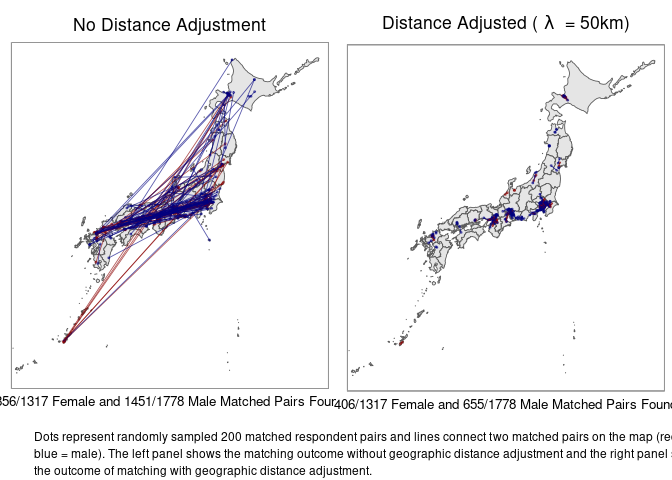 No Distance Adjustment
Distance Adjusted ( λ = 50km)
856/1317 Female and 1451/1778 Male Matched Pairs
406/1317 Female and 655/1778 Male Matched Pairs Found
Dots represent randomly sampled 200 matched respondent pairs and lines connect two matched pairs on the map
blue = male). The left panel shows the matching outcome without geographic distance adjustment and the right panel
the outcome of matching with geographic distance adjustment.